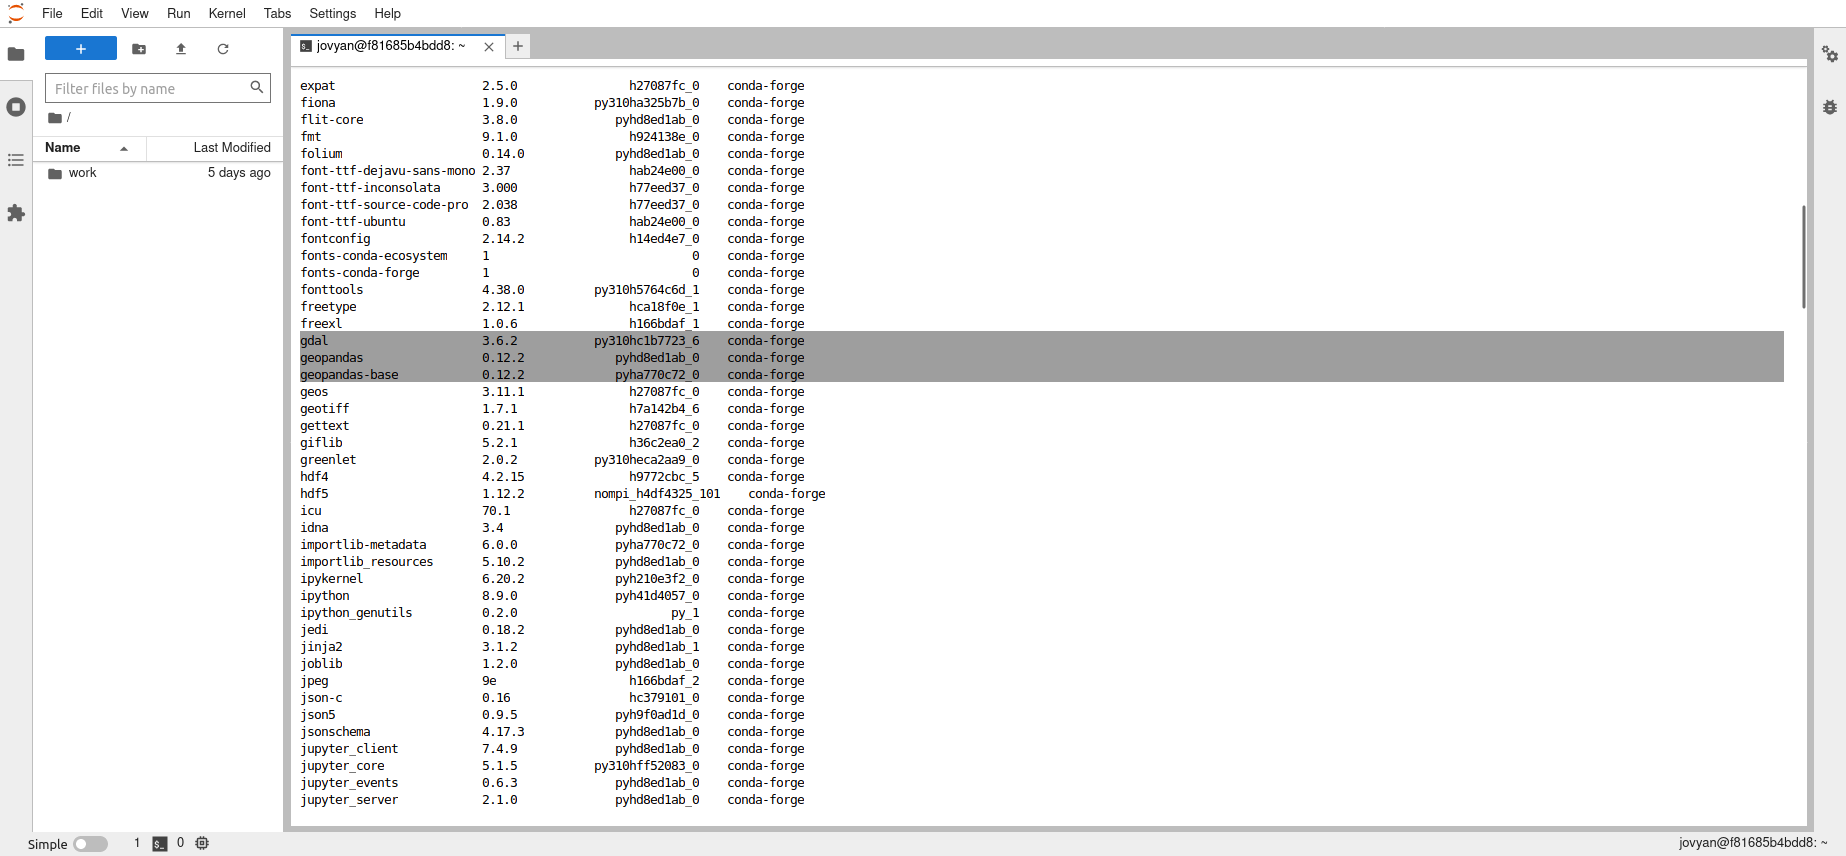 File Edit View Run Kernel Tabs Settings Help
jovyan@f81685b4bdd8: ~
Filter files by name
/
Name Last Modified
work 5 days ago
expat 2.5.0 h27087fc_0 conda-forge
fiona 1.9.0 py310ha325b7b_0 conda-forge
flit-core 3.8.0 pyhd8ed1ab_0 conda-forge
fmt 9.1.0 h924138e_0 conda-forge
folium 0.14.0 pyhd8ed1ab_0 conda-forge
font-ttf-dejavu-sans-mono 2.37 hab24e00_0 conda-forge
font-ttf-inconsolata 3.000 h77eed37_0 conda-forge
font-ttf-source-code-pro 2.038 h77eed37_0 conda-forge
font-ttf-ubuntu 0.83 hab24e00_0 conda-forge
fontconfig 2.14.2 h14ed4e7_0 conda-forge
fonts-conda-ecosystem 1 0 conda-forge
fonts-conda-forge 1 0 conda-forge
fonttools 4.38.0 py310h5764c6d_1 conda-forge
freetype 2.12.1 hca18f0e_1 conda-forge
freexl 1.0.6 h166bdaf_1 conda-forge
gdal 3.6.2 py310hc1b7723_6 conda-forge
geopandas 0.12.2 pyhd8ed1ab_0 conda-forge
geopandas-base 0.12.2 pyha770c72_0 conda-forge
geos 3.11.1 h27087fc_0 conda-forge
geotiff 1.7.1 h7a142b4_6 conda-forge
gettext 0.21.1 h27087fc_0 conda-forge
giflib 5.2.1 h36c2ea0_2 conda-forge
greenlet 2.0.2 py310heca2aa9_0 conda-forge
hdf4 4.2.15 h9772cbc_5 conda-forge
hdf5 1.12.2 nompi_h4df4325_101 conda-forge
icu 70.1 h27087fc_0 conda-forge
idna 3.4 pyhd8ed1ab_0 conda-forge
importlib-metadata 6.0.0 pyha770c72_0 conda-forge
importlib_resources 5.10.2 pyhd8ed1ab_0 conda-forge
ipykernel 6.20.2 pyh210e3f2_0 conda-forge
ipython 8.9.0 pyh41d4057_0 conda-forge
ipython_genutils 0.2.0 py_1 conda-forge
jedi 0.18.2 pyhd8ed1ab_0 conda-forge
jinja2 3.1.2 pyhd8ed1ab_1 conda-forge
joblib 1.2.0 pyhd8ed1ab_0 conda-forge
jpeg 9e h166bdaf_2 conda-forge
json-c 0.16 hc379101_0 conda-forge
json5 0.9.5 pyh9f0ad1d_0 conda-forge
jsonschema 4.17.3 pyhd8ed1ab_0 conda-forge
jupyter_client 7.4.9 pyhd8ed1ab_0 conda-forge
jupyter_core 5.1.5 py310hff52083_0 conda-forge
jupyter_events 0.6.3 pyhd8ed1ab_0 conda-forge
jupyter_server 2.1.0 pyhd8ed1ab_0 conda-forge
Simple 1 0 jovyan@f81685b4bdd8: ~